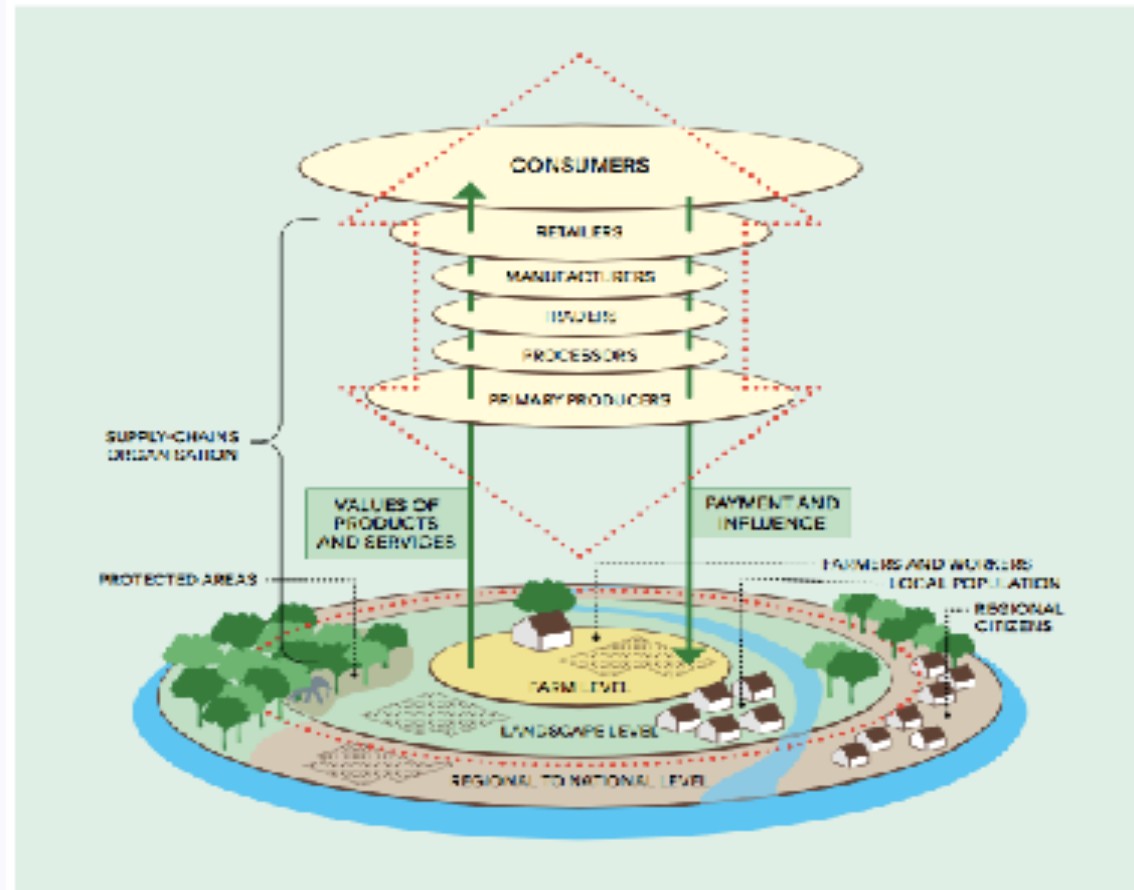 CONSUMERS
RETAILERS
MANUFACTURERS
TRADERS
PROCESSORS
PRIMARY PRODUCERS
SUPPLY-CHAINS
ORGANISATION
VALUES OF
PRODUCTS
AND SERVICES
PAYMENT AND
INFLUENCE
PROTECTED AREAS
FARMERS AND WORKERS
LOCAL POPULATION
REGIONAL
CITIZENS
FARM LEVEL
LANDSCAPE LEVEL
REGIONAL TO NATIONAL LEVEL